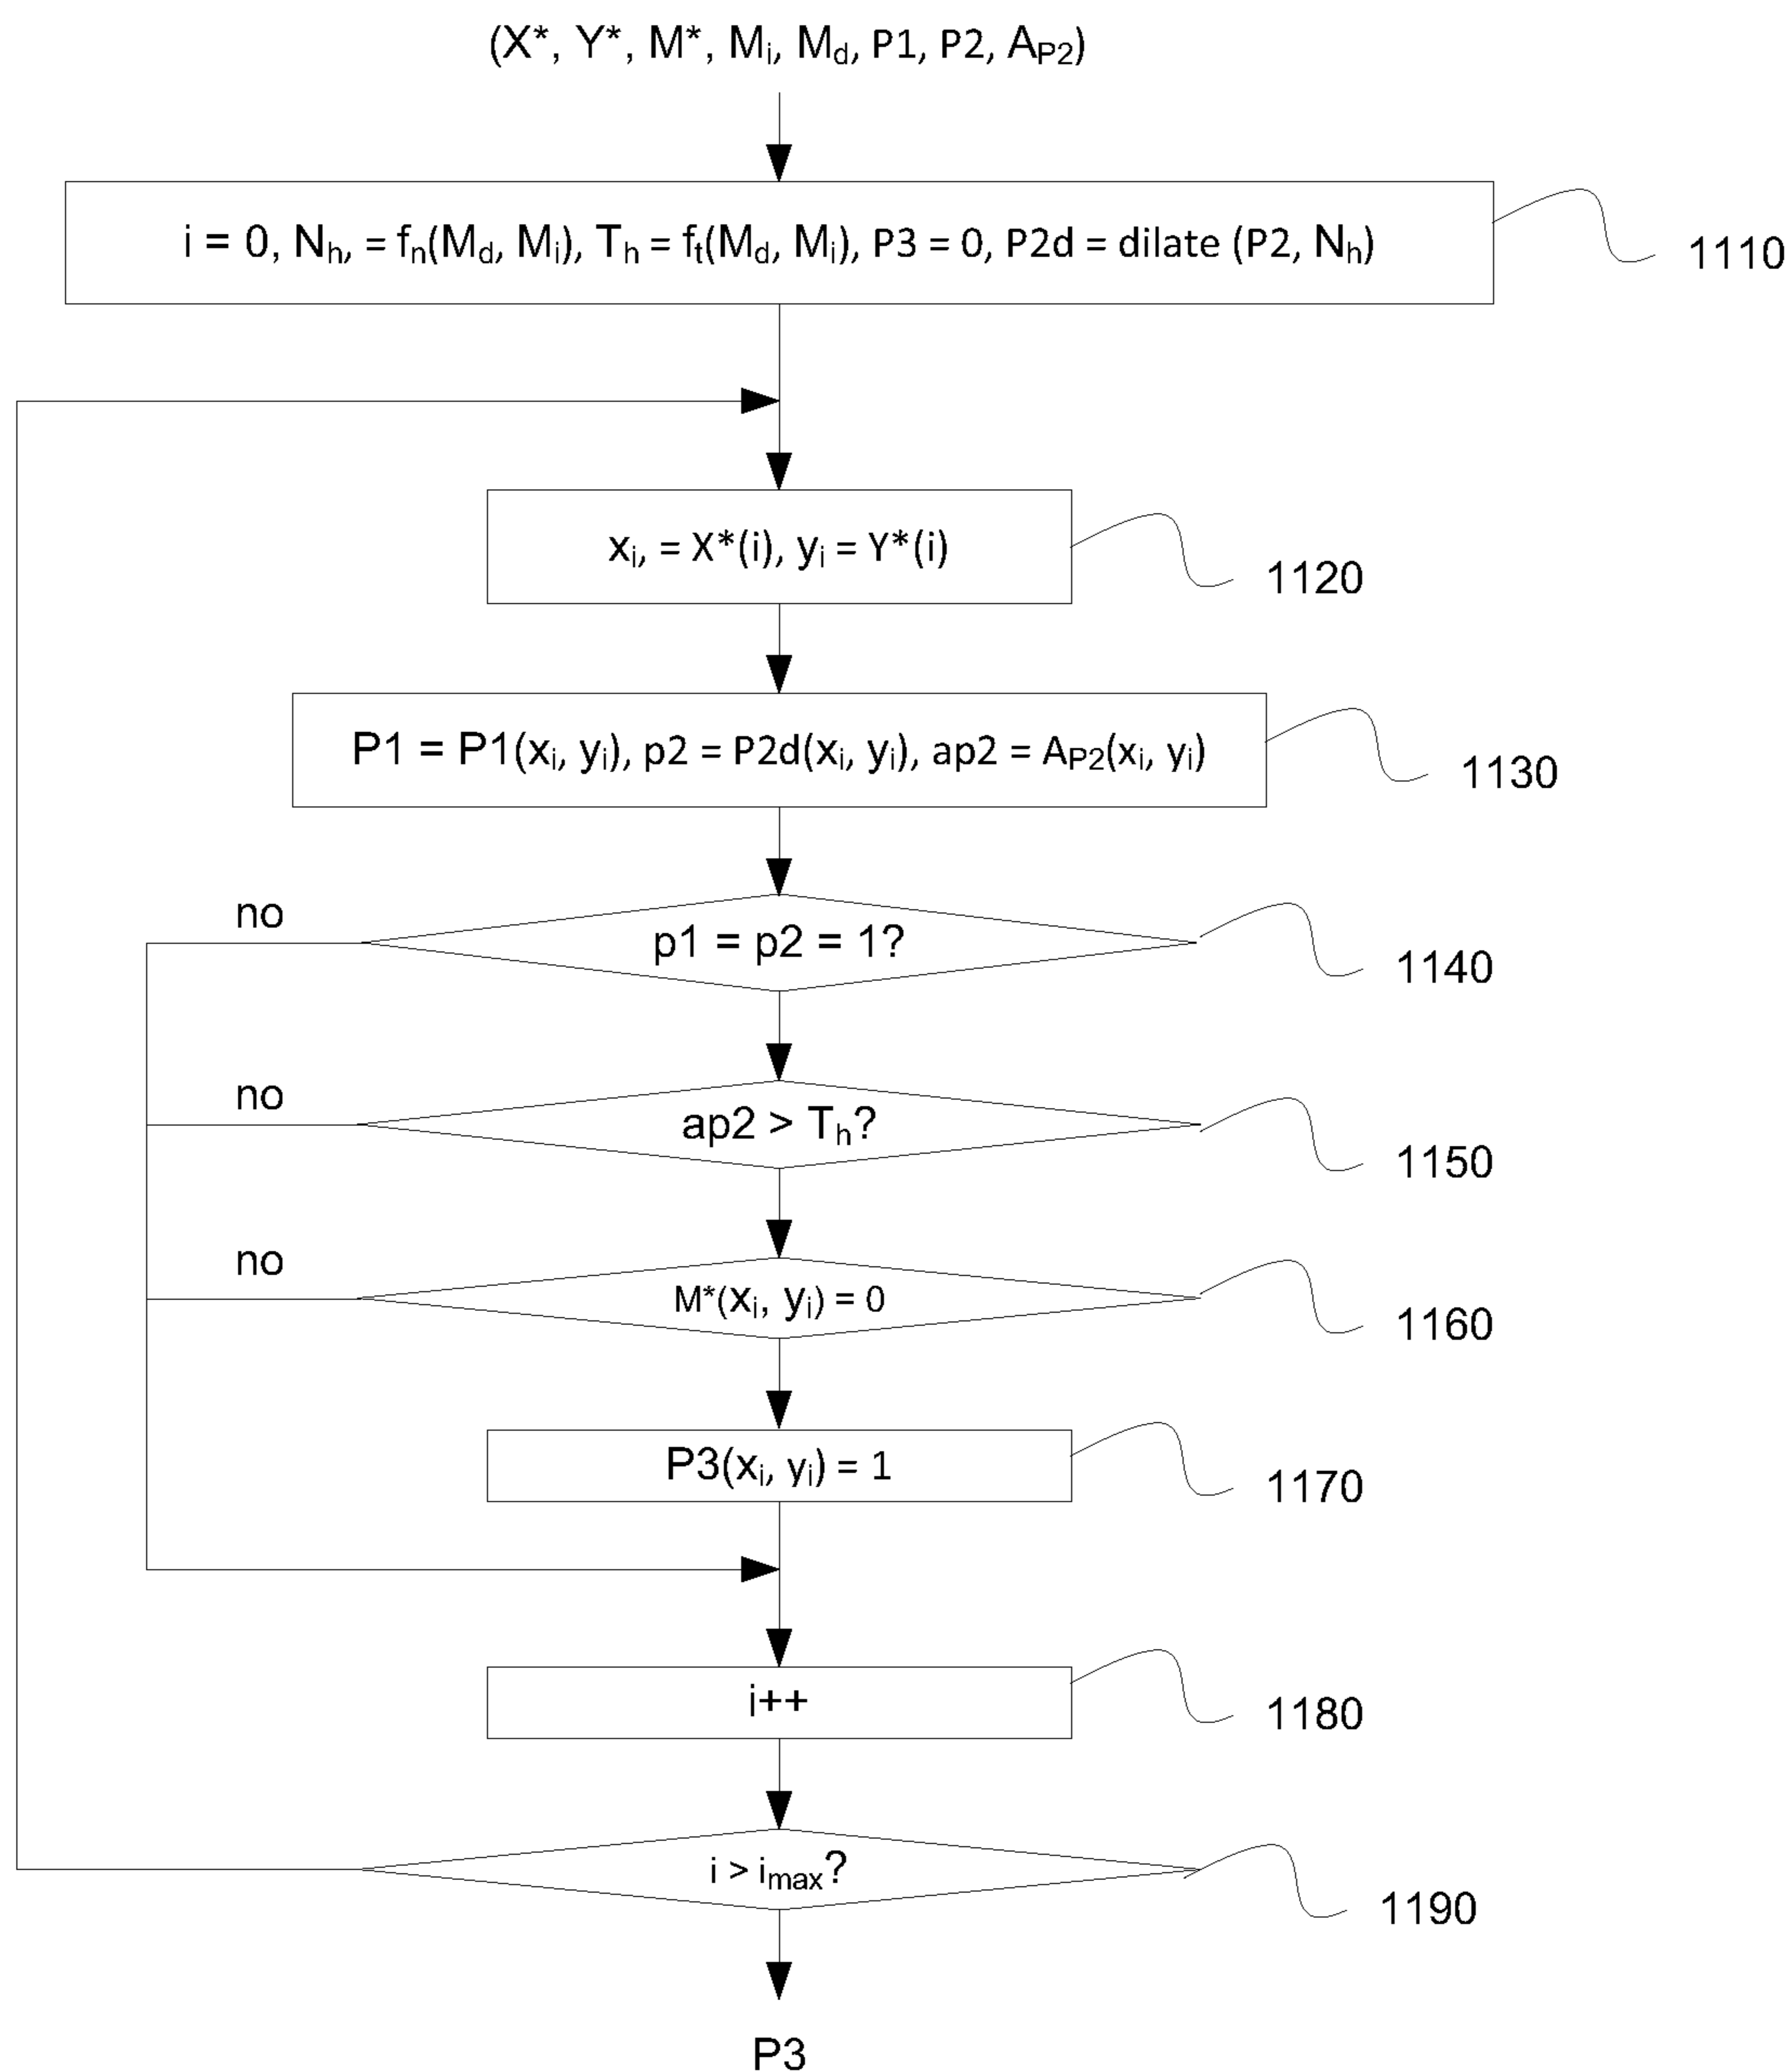 (X*, Y*, M*, Mi, Md, P1, P2, AP2)
i = 0, Nh, = fn(Md, Mi), Th = ft(Md, Mi), P3 = 0, P2d = dilate (P2, Nh)
1110
xi, = X*(i), yi = Y*(i)
1120
P1 = P1(xi, yi), p2 = P2d(xi, yi), ap2 = AP2(xi, yi)
1130
no
p1 = p2 = 1?
1140
no
ap2 > Th?
1150
no
M*(xi, yi) = 0
1160
P3(xi, yi) = 1
1170
i++
1180
i > imax?
1190
P3